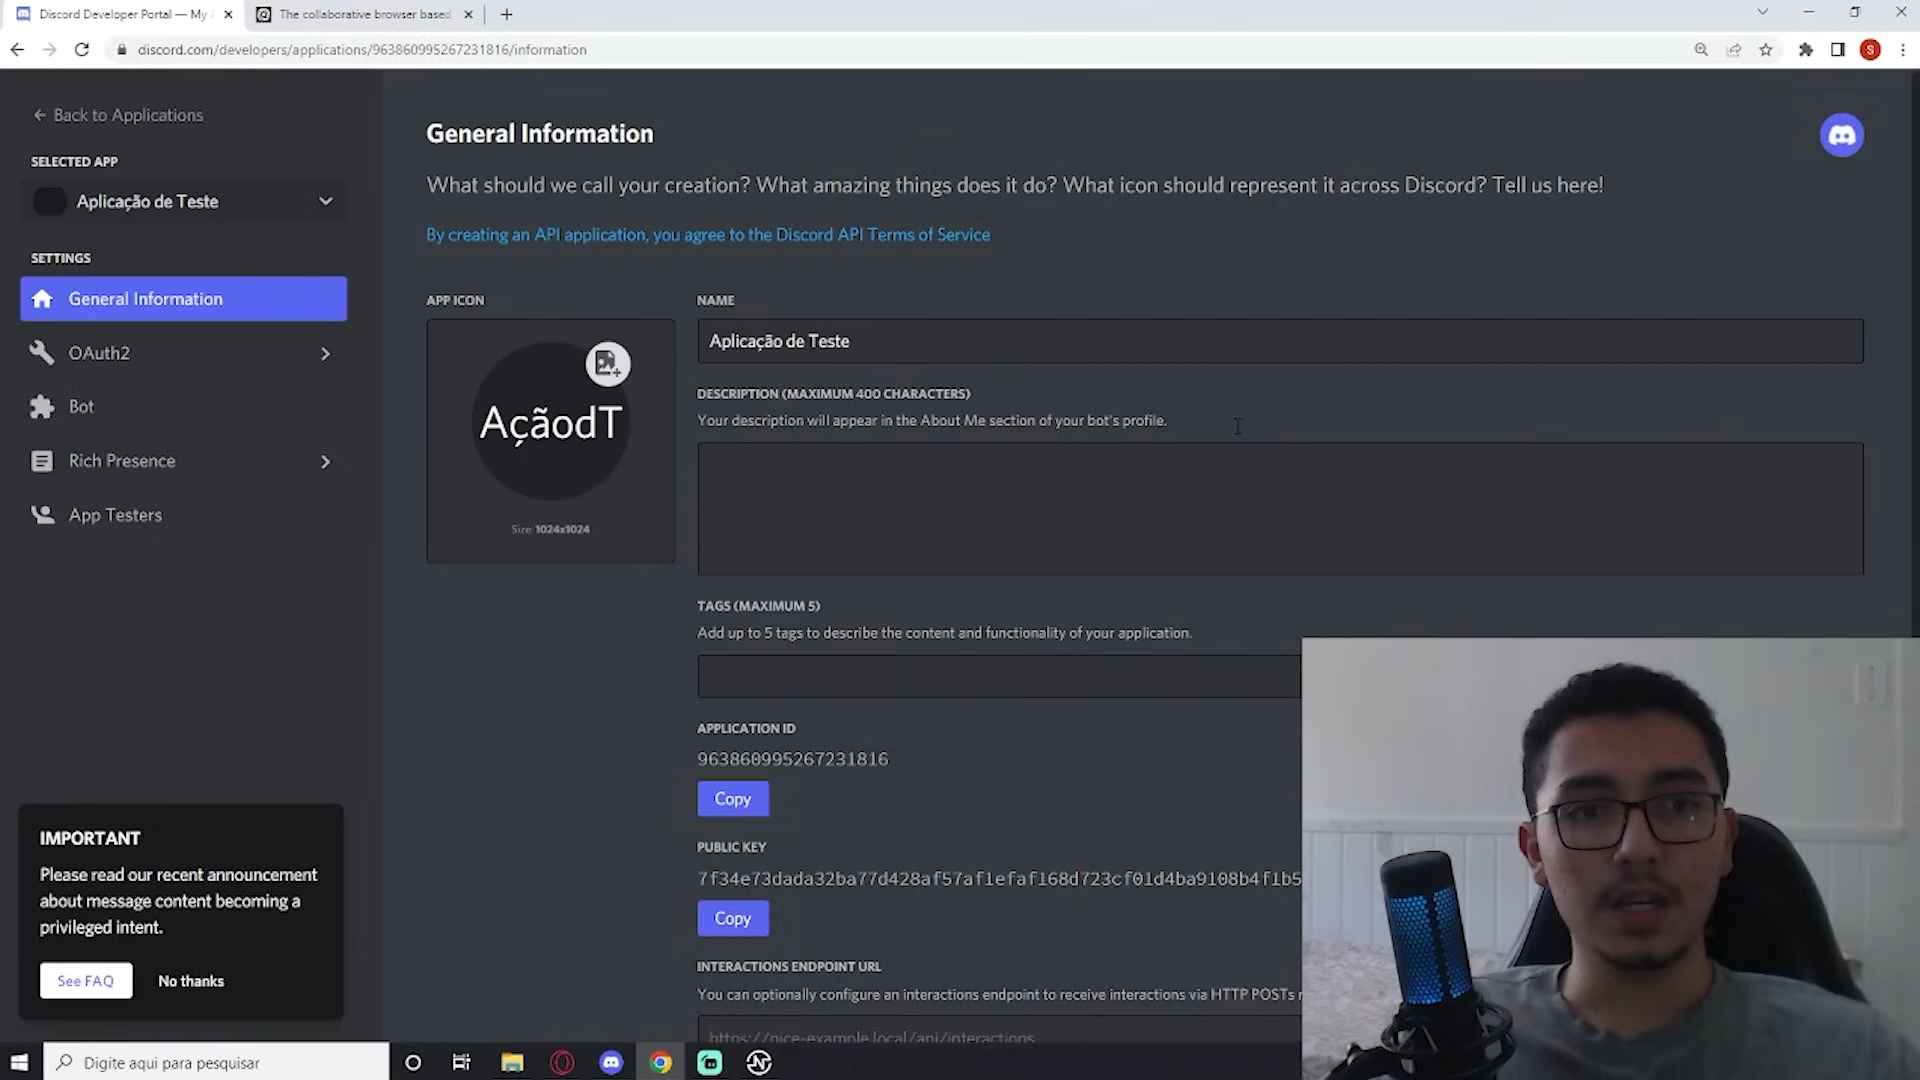 Discord Developer Portal — My A
The collaborative browser based
discord.com/developers/applications/963860995267231816/information
S
Back to Applications
SELECTED APP
Aplicação de Teste
SETTINGS
General Information
OAuth2
Bot
Rich Presence
App Testers
IMPORTANT
Please read our recent announcement
about message content becoming a
privileged intent.
See FAQ
No thanks
General Information
What should we call your creation? What amazing things does it do? What icon should represent it across Discord? Tell us here!
By creating an API application, you agree to the Discord API Terms of Service
APP ICON
AçãodT
Size: 1024x1024
NAME
Aplicação de Teste
DESCRIPTION (MAXIMUM 400 CHARACTERS)
Your description will appear in the About Me section of your bot's profile.
TAGS (MAXIMUM 5)
Add up to 5 tags to describe the content and functionality of your application.
APPLICATION ID
963860995267231816
Copy
PUBLIC KEY
7f34e73dada32ba77d428af57af1efaf168d723cf01d4ba9108b4f1b5
Copy
INTERACTIONS ENDPOINT URL
You can optionally configure an interactions endpoint to receive interactions via HTTP POSTs r
https://nice-example.local/api/interactions
Digite aqui para pesquisar